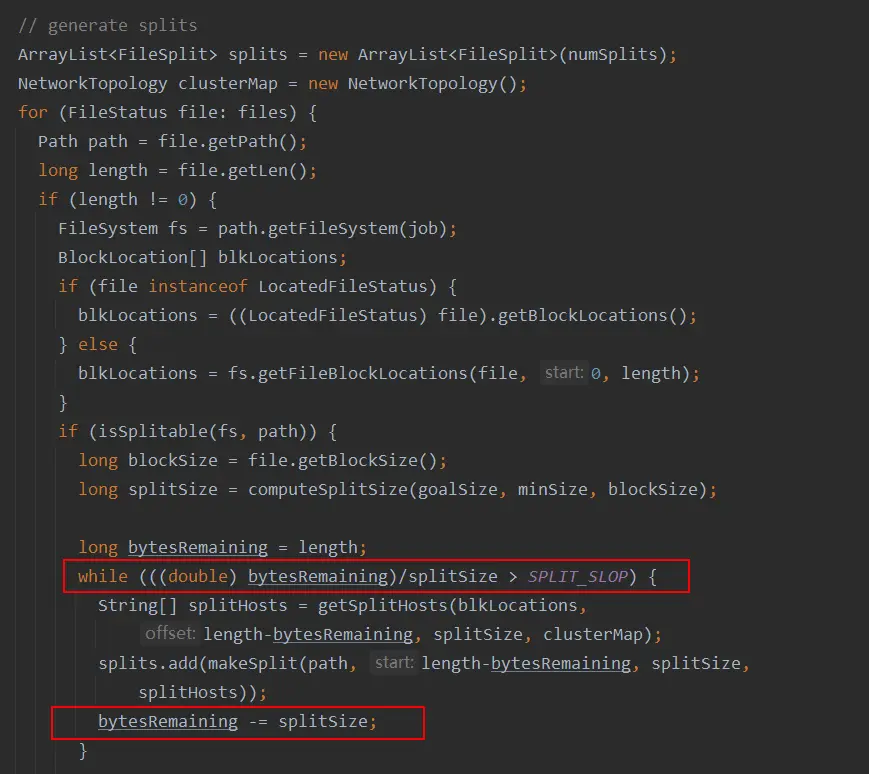 // generate splits
ArrayList<FileSplit> splits = new ArrayList<FileSplit>(numSplits);
NetworkTopology clusterMap = new NetworkTopology();
for (FileStatus file: files) {
Path path = file.getPath();
long length = file.getLen();
if (length != 0) {
FileSystem fs = path.getFileSystem(job);
BlockLocation[] blkLocations;
if (file instanceof LocatedFileStatus) {
blkLocations = ((LocatedFileStatus) file).getBlockLocations();
} else {
blkLocations = fs.getFileBlockLocations(file, start: 0, length);
}
if (isSplitable(fs, path)) {
long blockSize = file.getBlockSize();
long splitSize = computeSplitSize(goalSize, minSize, blockSize);
long bytesRemaining = length;
while (((double) bytesRemaining)/splitSize > SPLIT_SLOP) {
String[] splitHosts = getSplitHosts(blkLocations,
offset: length-bytesRemaining, splitSize, clusterMap);
splits.add(makeSplit(path, start: length-bytesRemaining, splitSize,
splitHosts));
bytesRemaining -= splitSize;
}